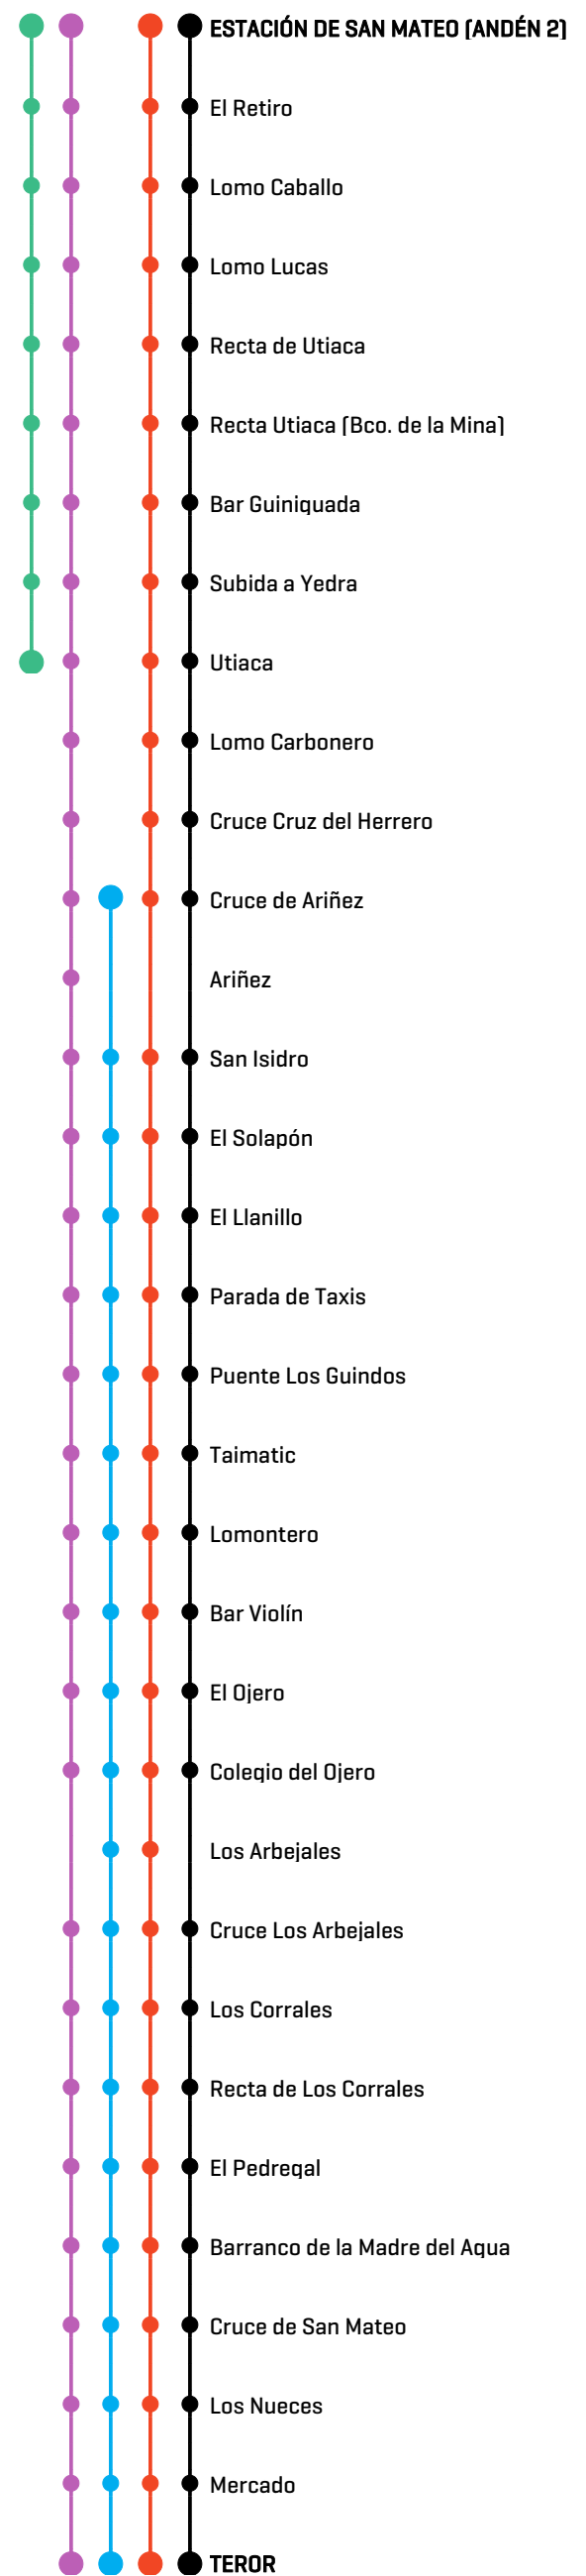 ESTACIÓN DE SAN MATEO (ANDÉN 2)
El Retiro
Lomo Caballo
Lomo Lucas
Recta de Utiaca
Recta Utiaca (Bco. de la Mina)
Bar Guiniguada
Subida a Yedra
Utiaca
Lomo Carbonero
Cruce Cruz del Herrero
Cruce de Ariñez
Ariñez
San Isidro
El Solapón
El Llanillo
Parada de Taxis
Puente Los Guindos
Taimatic
Lomontero
Bar Violín
El Ojero
Colegio del Ojero
Los Arbejales
Cruce Los Arbejales
Los Corrales
Recta de Los Corrales
El Pedregal
Barranco de la Madre del Agua
Cruce de San Mateo
Los Nueces
Mercado
TEROR